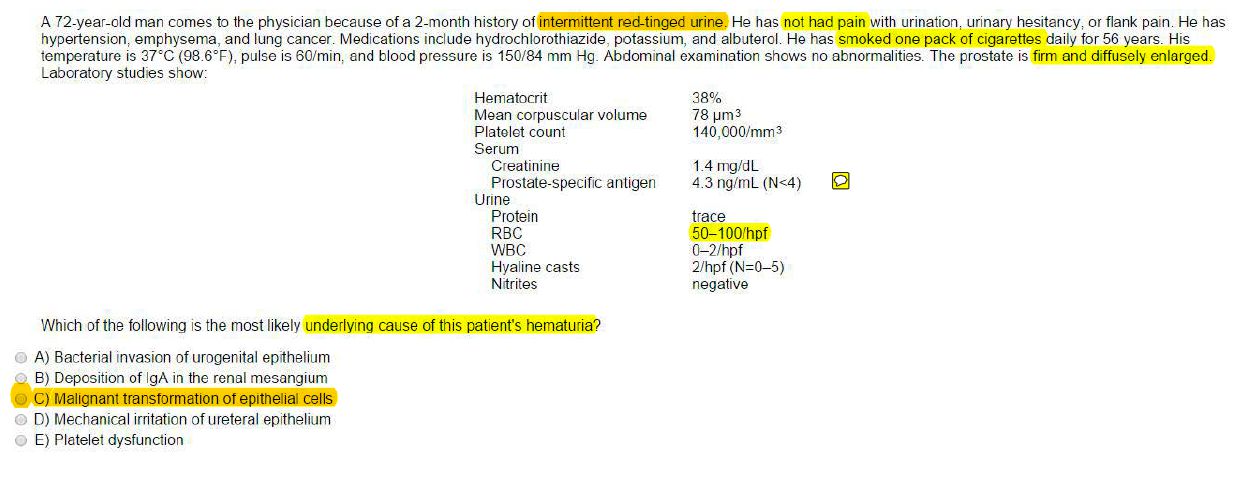 A 72-year-old man comes to the physician because of a 2-month history of intermittent red-tinged urine. He has not had pain with urination, urinary hesitancy, or flank pain. He has
hypertension, emphysema, and lung cancer. Medications include hydrochlorothiazide, potassium, and albuterol. He has smoked one pack of cigarettes daily for 56 years. His
temperature is 37°C (98.6°F), pulse is 60/min, and blood pressure is 150/84 mm Hg. Abdominal examination shows no abnormalities. The prostate is firm and diffusely enlarged.
Laboratory studies show:
Hematocrit 38%
Mean corpuscular volume 78 µm3
Platelet count 140,000/mm3
Serum
Creatinine 1.4 mg/dL
Prostate-specific antigen 4.3 ng/mL (N<4)
Urine
Protein trace
RBC 50–100/hpf
WBC 0–2/hpf
Hyaline casts 2/hpf (N=0–5)
Nitrites negative
Which of the following is the most likely underlying cause of this patient's hematuria?
A) Bacterial invasion of urogenital epithelium
B) Deposition of IgA in the renal mesangium
C) Malignant transformation of epithelial cells
D) Mechanical irritation of ureteral epithelium
E) Platelet dysfunction